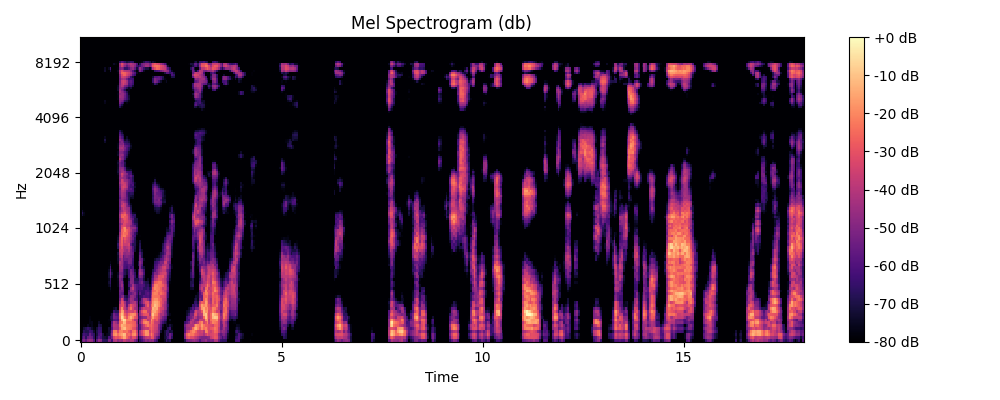 Mel Spectrogram (db)
Hz
8192
4096
2048
1024
512
0
0 5 10 15
Time
+0 dB
-10 dB
-20 dB
-30 dB
-40 dB
-50 dB
-60 dB
-70 dB
-80 dB